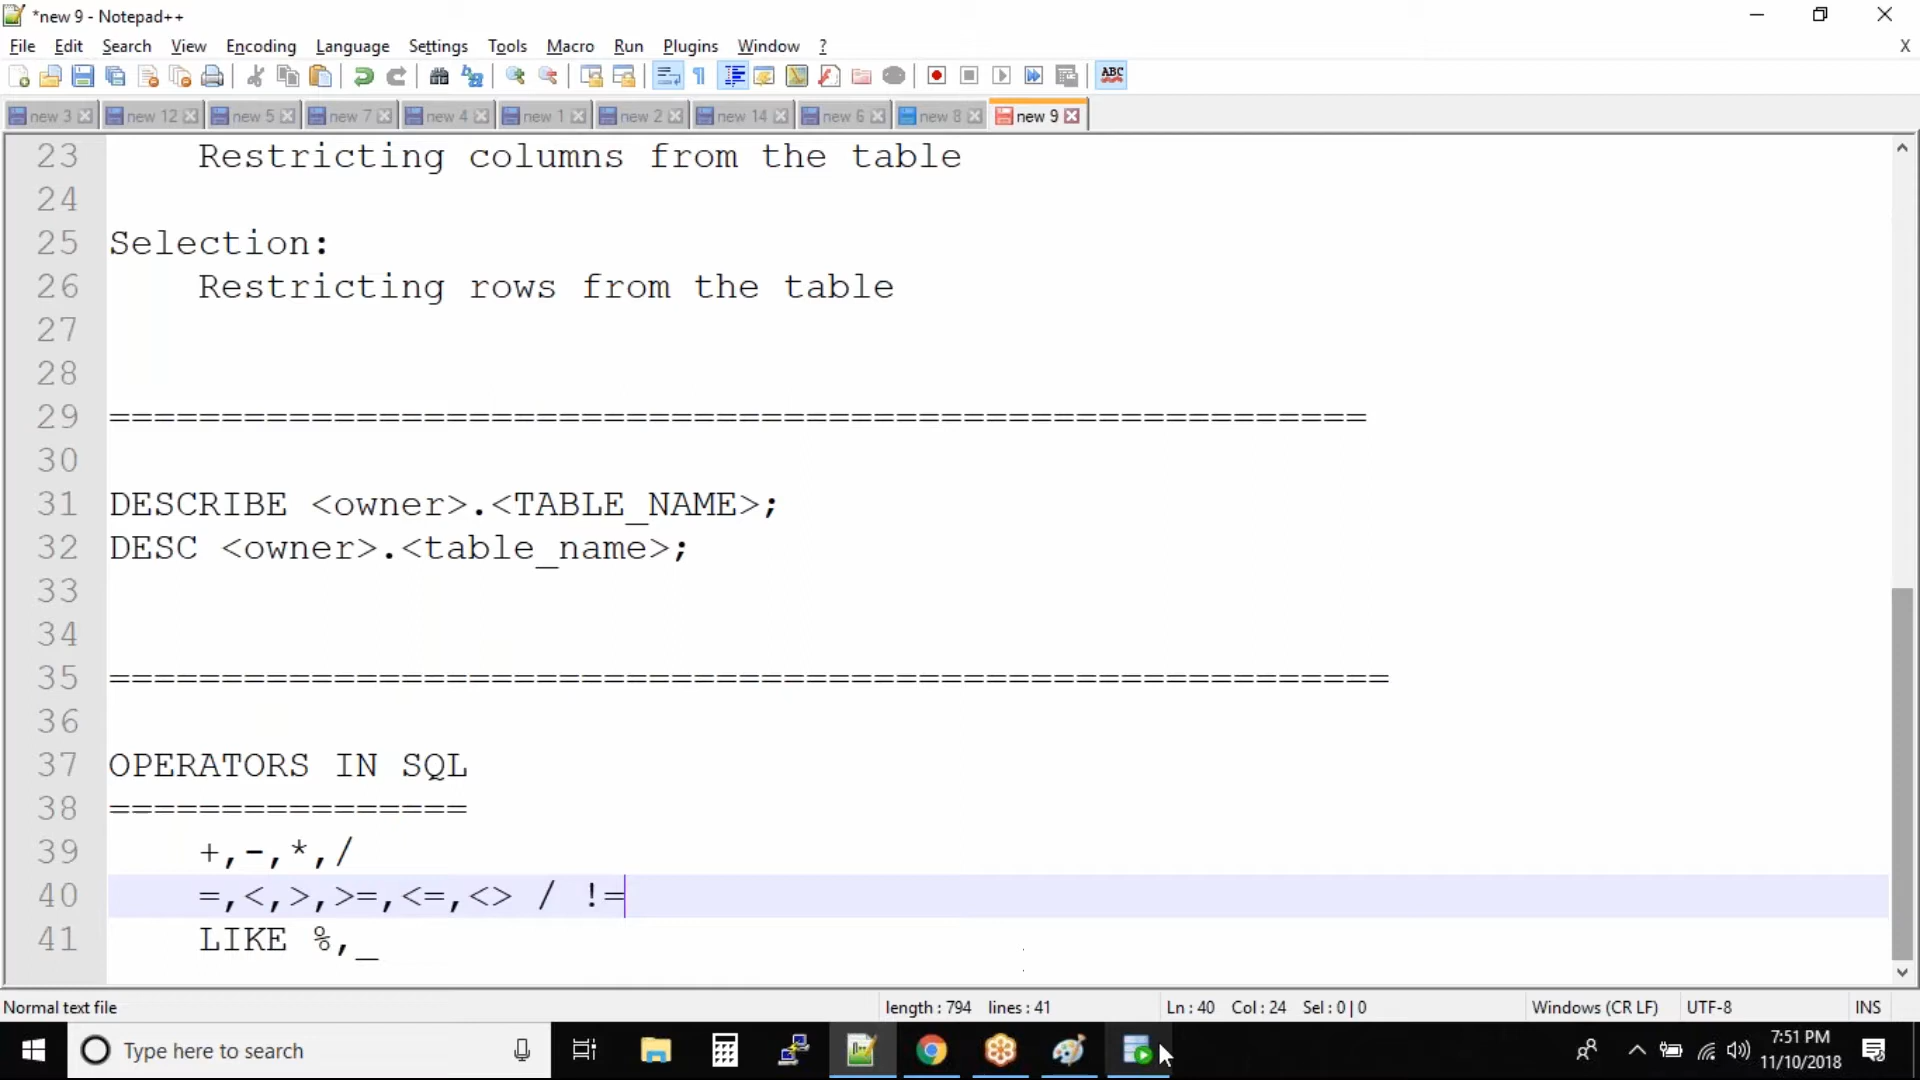 *new 9 - Notepad++
File Edit Search View Encoding Language Settings Tools Macro Run Plugins Window ? X
ABC
new 3 new 12 new 5 new 7 new 4 new 1 new 2 new 14 new 6 new 8 new 9
23 Restricting columns from the table
24
25 Selection:
26 Restricting rows from the table
27
28
29 ========================================================
30
31 DESCRIBE <owner>.<TABLE_NAME>;
32 DESC <owner>.<table_name>;
33
34
35 =========================================================
36
37 OPERATORS IN SQL
38 ================
39 +,-,*,/
40 =,<,>,>=,<=,<> / !=
41 LIKE %,_
Normal text file length : 794 lines : 41 Ln : 40 Col : 24 Sel : 0 | 0 Windows (CR LF) UTF-8 INS
Type here to search
7:51 PM
11/10/2018